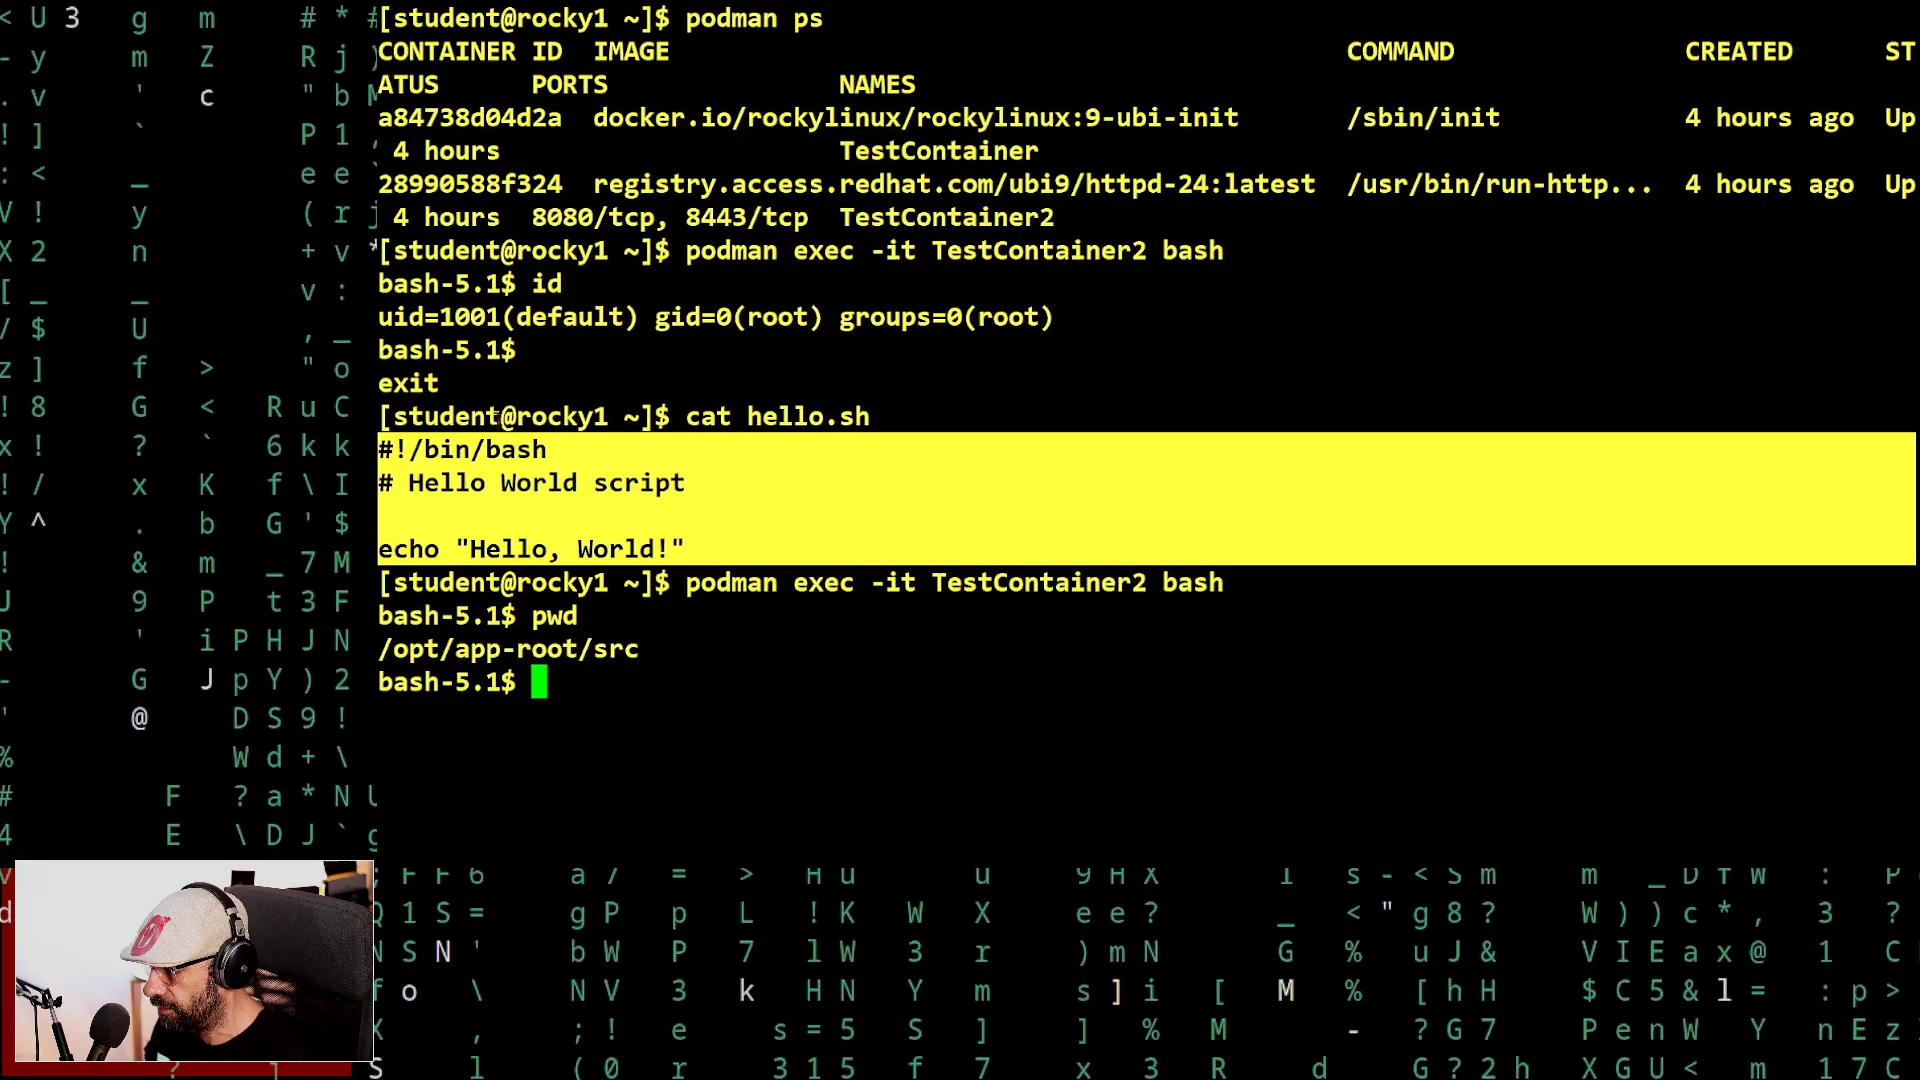 [student@rocky1 ~]$ podman ps
CONTAINER ID  IMAGE                                            COMMAND               CREATED      ST
ATUS      PORTS               NAMES
a84738d04d2a  docker.io/rockylinux/rockylinux:9-ubi-init       /sbin/init            4 hours ago  Up
 4 hours                      TestContainer
28990588f324  registry.access.redhat.com/ubi9/httpd-24:latest  /usr/bin/run-http...  4 hours ago  Up
 4 hours  8080/tcp, 8443/tcp  TestContainer2
[student@rocky1 ~]$ podman exec -it TestContainer2 bash
bash-5.1$ id
uid=1001(default) gid=0(root) groups=0(root)
bash-5.1$
exit
[student@rocky1 ~]$ cat hello.sh
#!/bin/bash
# Hello World script
echo "Hello, World!"
[student@rocky1 ~]$ podman exec -it TestContainer2 bash
bash-5.1$ pwd
/opt/app-root/src
bash-5.1$